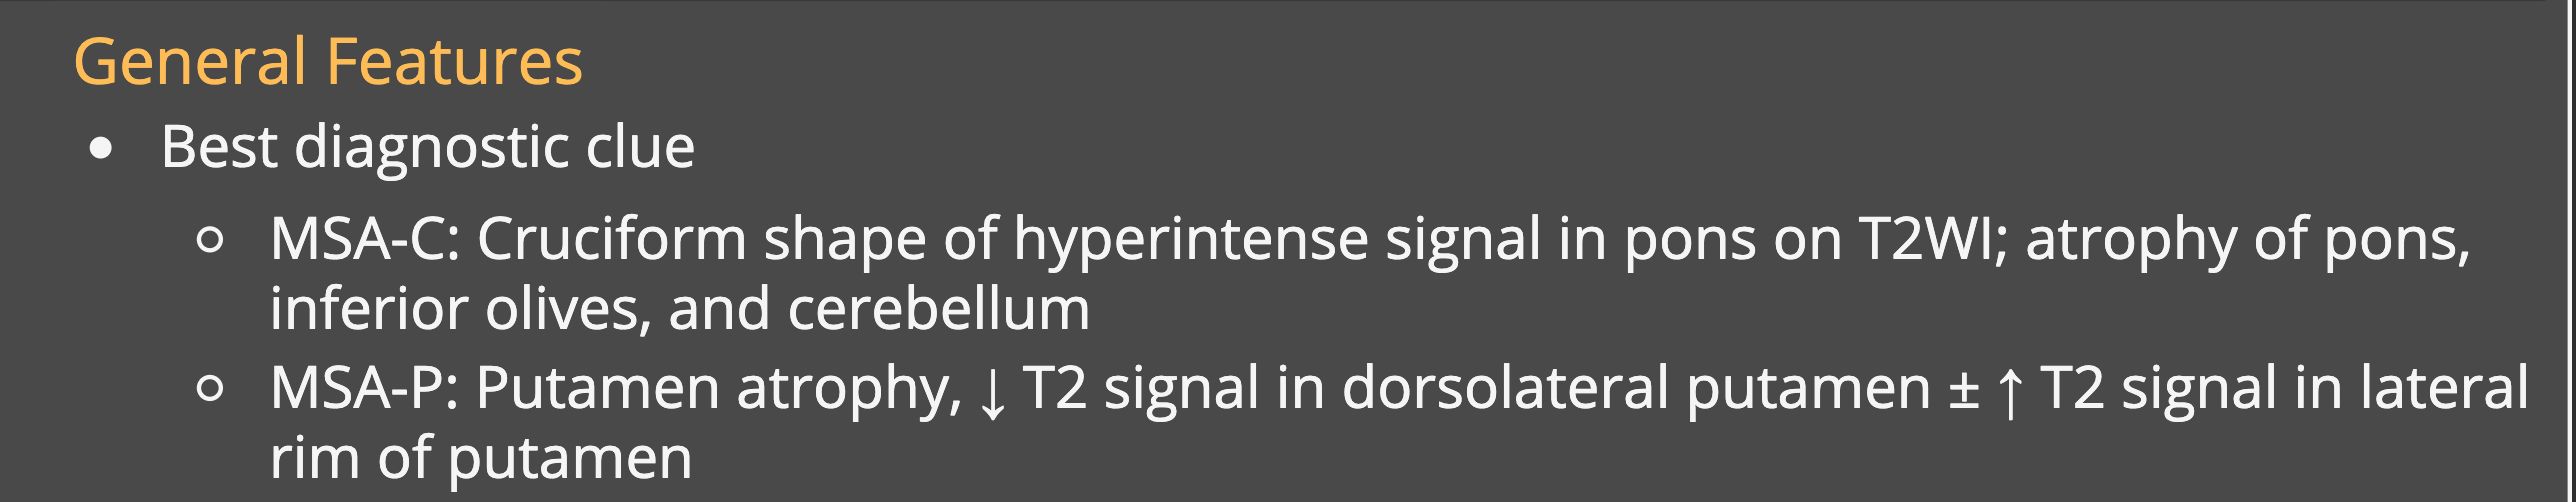 General Features
• Best diagnostic clue
○ MSA-C: Cruciform shape of hyperintense signal in pons on T2WI; atrophy of pons,
inferior olives, and cerebellum
○ MSA-P: Putamen atrophy, ↓ T2 signal in dorsolateral putamen ± ↑ T2 signal in lateral
rim of putamen